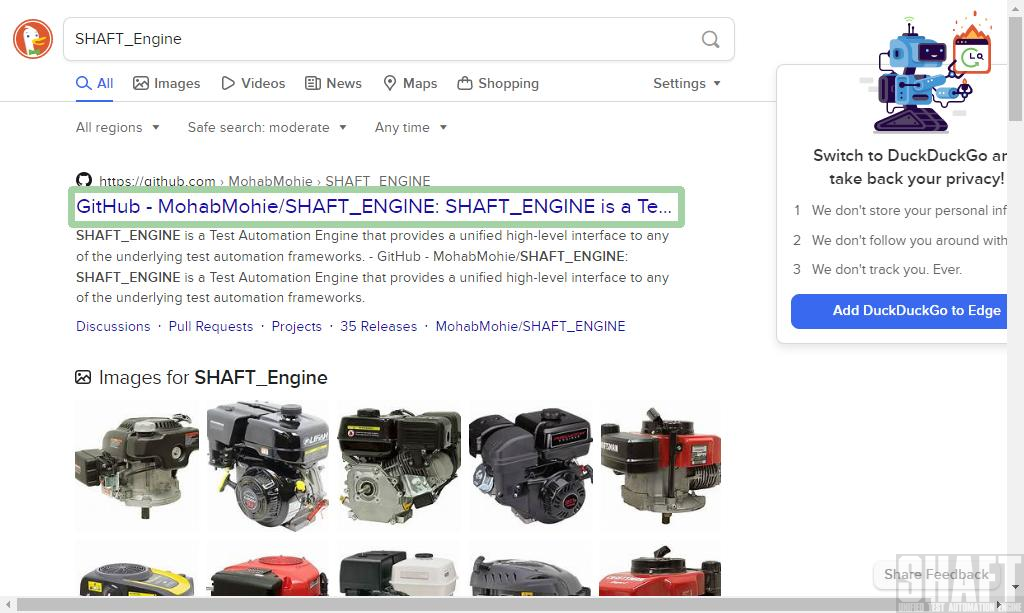 SHAFT_Engine
All
Images
Videos
News
Maps
Shopping
Settings
All regions
Safe search: moderate
Any time
https://github.com › MohabMohie › SHAFT_ENGINE
GitHub - MohabMohie/SHAFT_ENGINE: SHAFT_ENGINE is a Te...
SHAFT_ENGINE is a Test Automation Engine that provides a unified high-level interface to any
of the underlying test automation frameworks. - GitHub - MohabMohie/SHAFT_ENGINE:
SHAFT_ENGINE is a Test Automation Engine that provides a unified high-level interface to any
of the underlying test automation frameworks.
Discussions · Pull Requests · Projects · 35 Releases · MohabMohie/SHAFT_ENGINE
Images for SHAFT_Engine
LIFAN
Switch to DuckDuckGo an
take back your privacy!
1 We don't store your personal inf
2 We don't follow you around with
3 We don't track you. Ever.
Add DuckDuckGo to Edge
Share Feedback
SHAFT